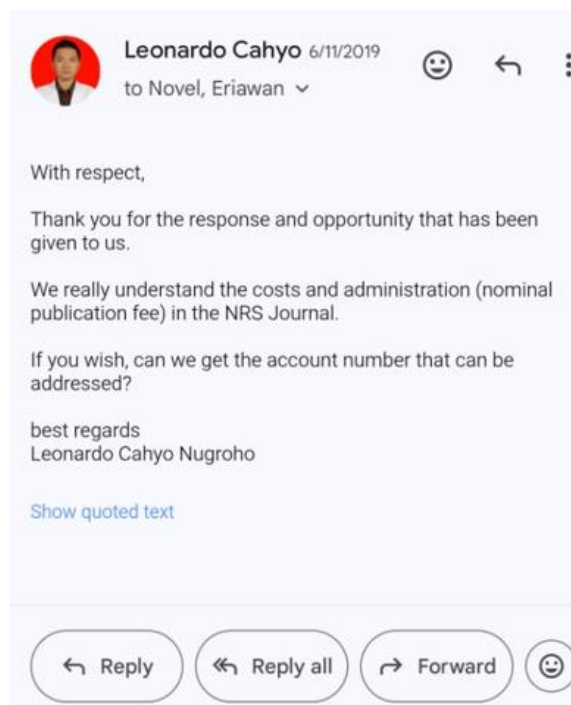 Leonardo Cahyo 6/11/2019
to Novel, Eriawan
With respect,
Thank you for the response and opportunity that has been
given to us.
We really understand the costs and administration (nominal
publication fee) in the NRS Journal.
If you wish, can we get the account number that can be
addressed?
best regards
Leonardo Cahyo Nugroho
Show quoted text
Reply Reply all Forward